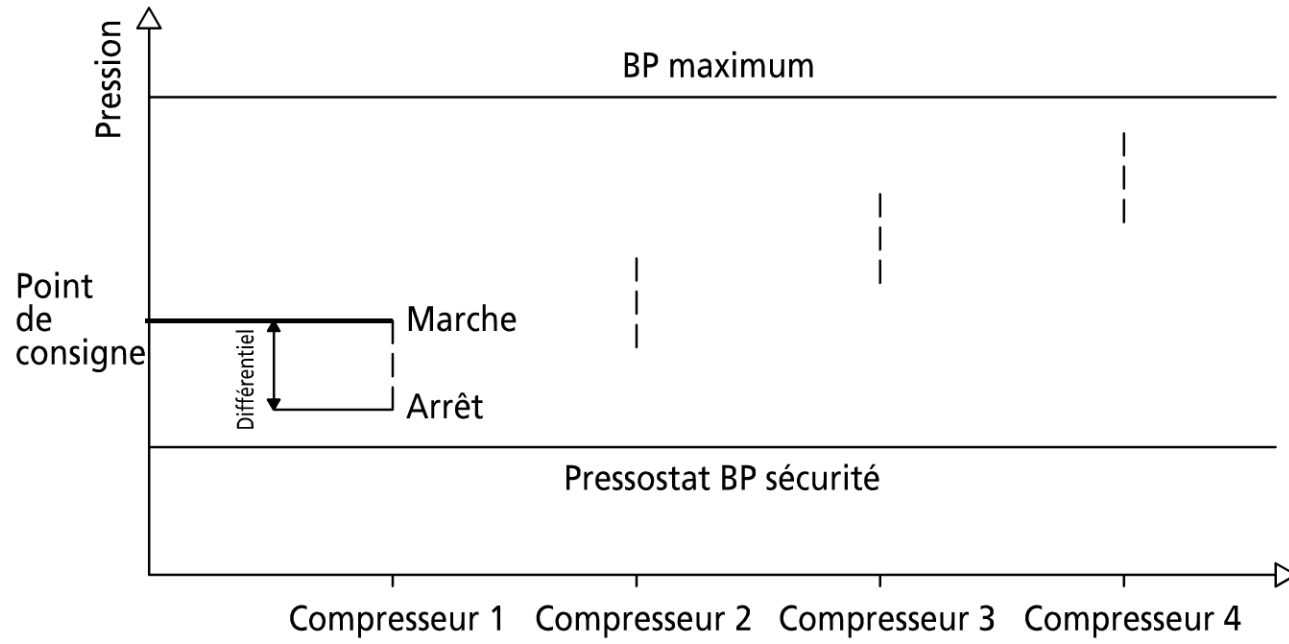 Pression
BP maximum
Point
de
consigne
Marche
Différentiel
Arrêt
Pressostat BP sécurité
Compresseur 1
Compresseur 2
Compresseur 3
Compresseur 4